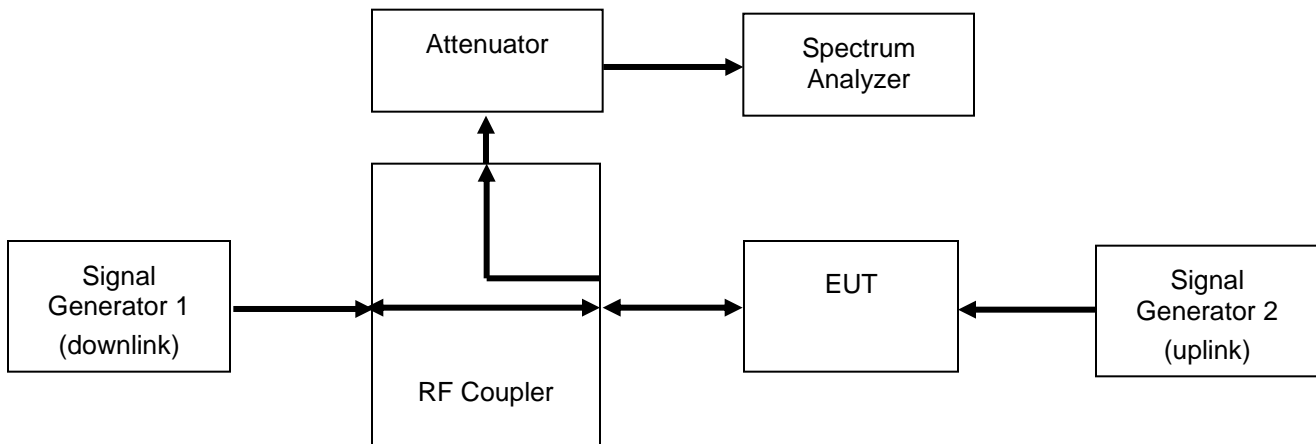 Attenuator
Spectrum
Analyzer
Signal
Generator 1
(downlink)
EUT
Signal
Generator 2
(uplink)
RF Coupler